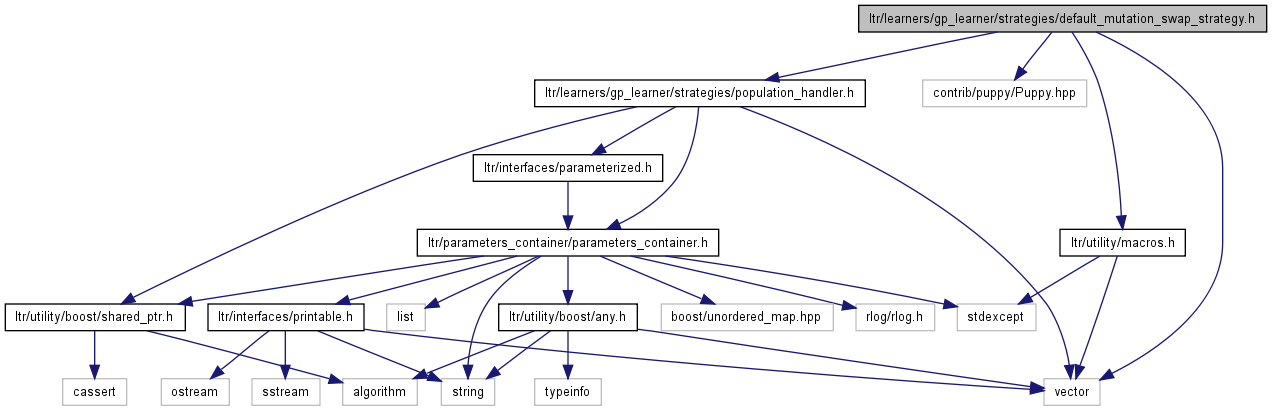 ltr/learners/gp_learner/strategies/default_mutation_swap_strategy.h
ltr/learners/gp_learner/strategies/population_handler.h
contrib/puppy/Puppy.hpp
ltr/interfaces/parameterized.h
ltr/parameters_container/parameters_container.h
ltr/utility/macros.h
ltr/utility/boost/shared_ptr.h
ltr/interfaces/printable.h
list
ltr/utility/boost/any.h
boost/unordered_map.hpp
rlog/rlog.h
stdexcept
cassert
ostream
sstream
algorithm
string
typeinfo
vector